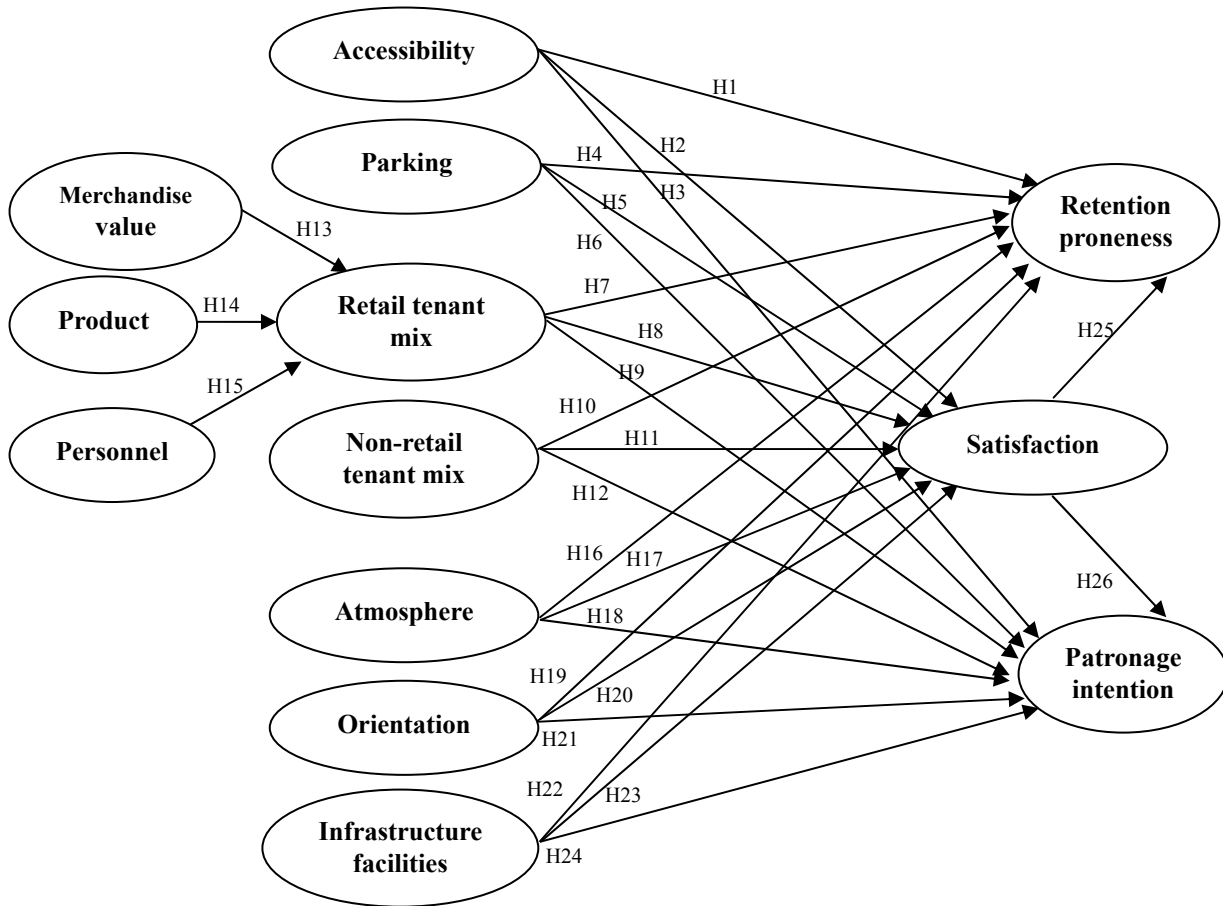 Accessibility
H1
H2
Parking
H4
H3
H5
H6
Merchandise
value
H13
Retention
proneness
Product
H14
Retail tenant
mix
H7
H8
H9
H25
H15
Personnel
Non-retail
tenant mix
H10
H11
H12
Satisfaction
H16
H17
H26
Atmosphere
H18
Patronage
intention
H19
H20
Orientation
H21
H22
H23
Infrastructure
facilities
H24